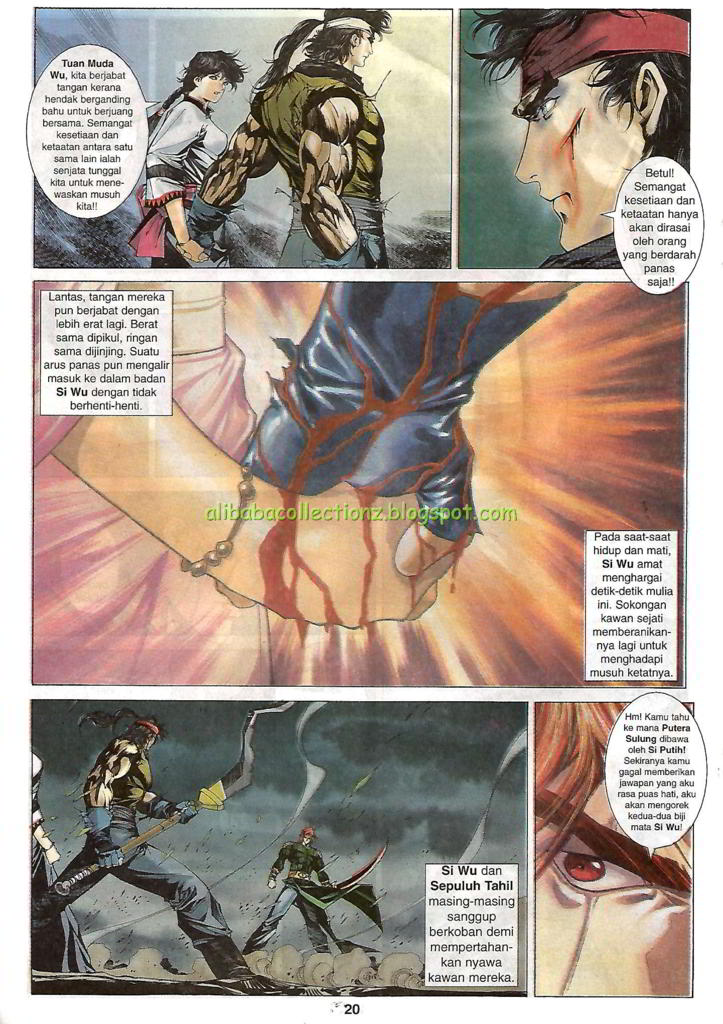 Tuan Muda
Wu, kita berjabat
tangan kerana
hendak berganding
bahu untuk berjuang
bersama. Semangat
kesetiaan dan
ketaatan antara satu
sama lain ialah
senjata tunggal
kita untuk mene-
waskan musuh
kita!!
Betul!
Semangat
kesetiaan dan
ketaatan hanya
akan dirasai
oleh orang
yang berdarah
panas
saja!!
Lantas, tangan mereka
pun berjabat dengan
lebih erat lagi. Berat
sama dipikul, ringan
sama dijinjing. Suatu
arus panas pun mengalir
masuk ke dalam badan
Si Wu dengan tidak
berhenti-henti.
alibabacollectionz.blogspot.com
Pada saat-saat
hidup dan mati,
Si Wu amat
menghargai
detik-detik mulia
ini. Sokongan
kawan sejati
memberanikan-
nya lagi untuk
menghadapi
musuh ketatnya.
Si Wu dan
Sepuluh Tahil
masing-masing
sanggup
berkoban demi
mempertahan-
kan nyawa
kawan mereka.
Hm! Kamu tahu
ke mana Putera
Sulung dibawa
oleh Si Putih!
Sekiranya kamu
gagal memberikan
jawapan yang aku
rasa puas hati, aku
akan mengorek
kedua-dua biji
mata Si Wu!
20